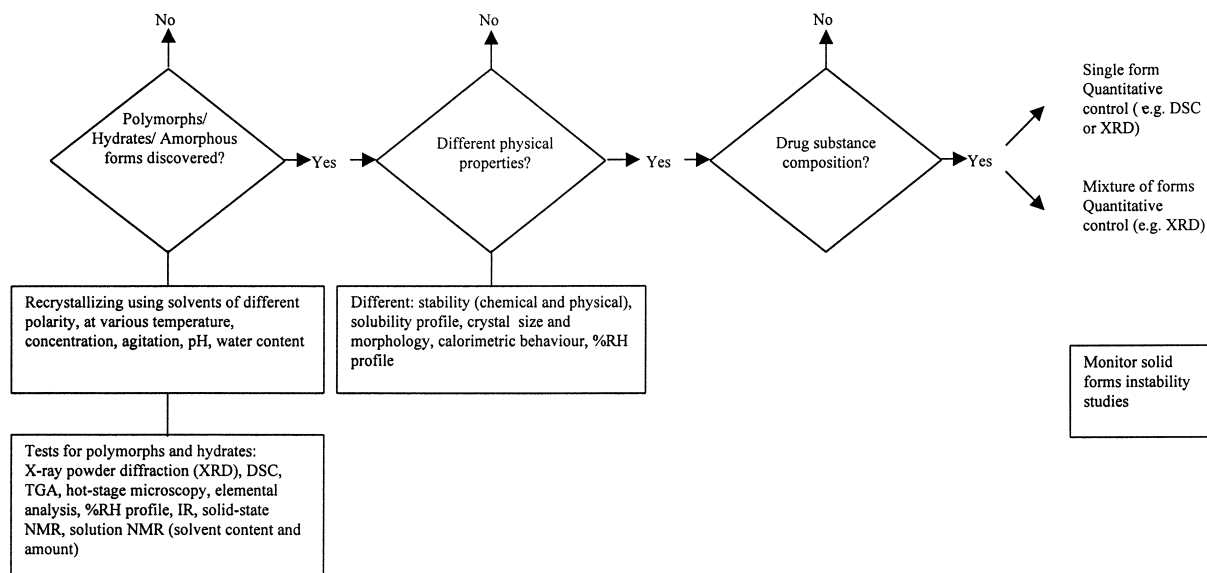 No
No
No
Polymorphs/
Hydrates/ Amorphous
forms discovered?
Yes
Different physical
properties?
Yes
Drug substance
composition?
Yes
Single form
Quantitative
control ( e.g. DSC
or XRD)
Mixture of forms
Quantitative
control (e.g. XRD)
Recrystallizing using solvents of different
polarity, at various temperature,
concentration, agitation, pH, water content
Different: stability (chemical and physical),
solubility profile, crystal size and
morphology, calorimetric behaviour, %RH
profile
Monitor solid
forms instability
studies
Tests for polymorphs and hydrates:
X-ray powder diffraction (XRD), DSC,
TGA, hot-stage microscopy, elemental
analysis, %RH profile, IR, solid-state
NMR, solution NMR (solvent content and
amount)